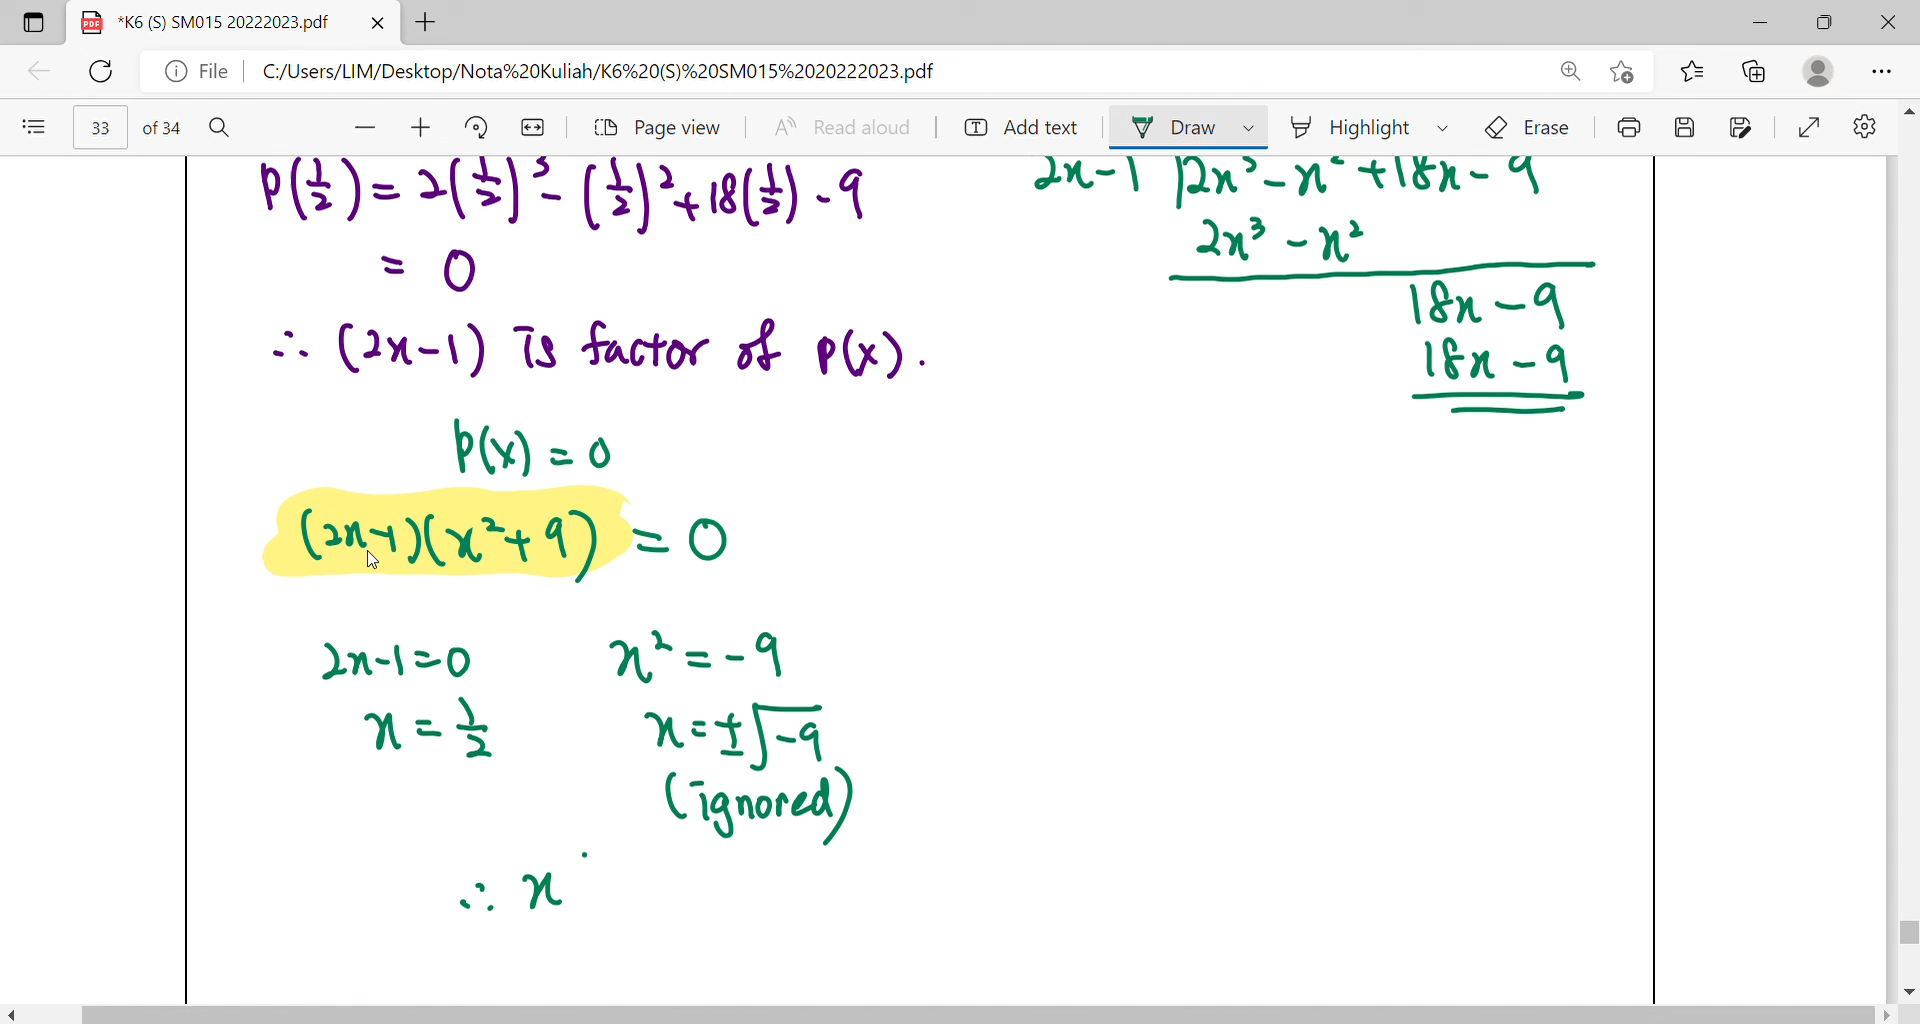 *K6 (S) SM015 20222023.pdf
File
C:/Users/LIM/Desktop/Nota%20Kuliah/K6%20(S)%20SM015%2020222023.pdf
33 of 34
Page view
Read aloud
Add text
Draw
Highlight
Erase
P(1/2) = 2(1/2)³ - (1/2)² + 18(1/2) - 9
= 0
∴ (2x-1) is factor of P(x).
P(x) = 0
(2x-1)(x²+9) = 0
2x-1=0
x = 1/2
x² = -9
x = ±√-9
(ignored)
∴ x
2x-1 2x³ - x² + 18x - 9
2x³ - x²
18x - 9
18x - 9